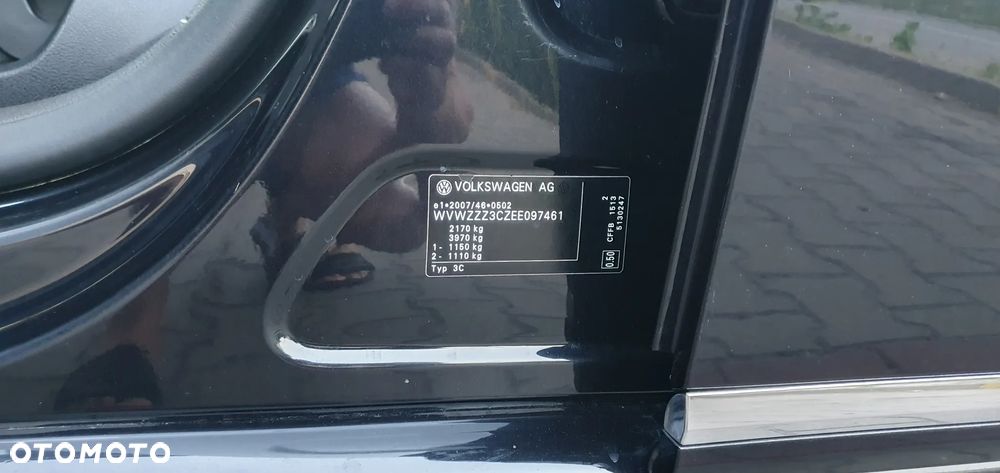 VOLKSWAGEN AG
e1*2007/46*0502
WVWZZZ3CZEE097461
2170 kg
3970 kg
1- 1150 kg
2- 1110 kg
Typ 3C
2
CFFB 1513
5130247
0.50
OTOMOTO